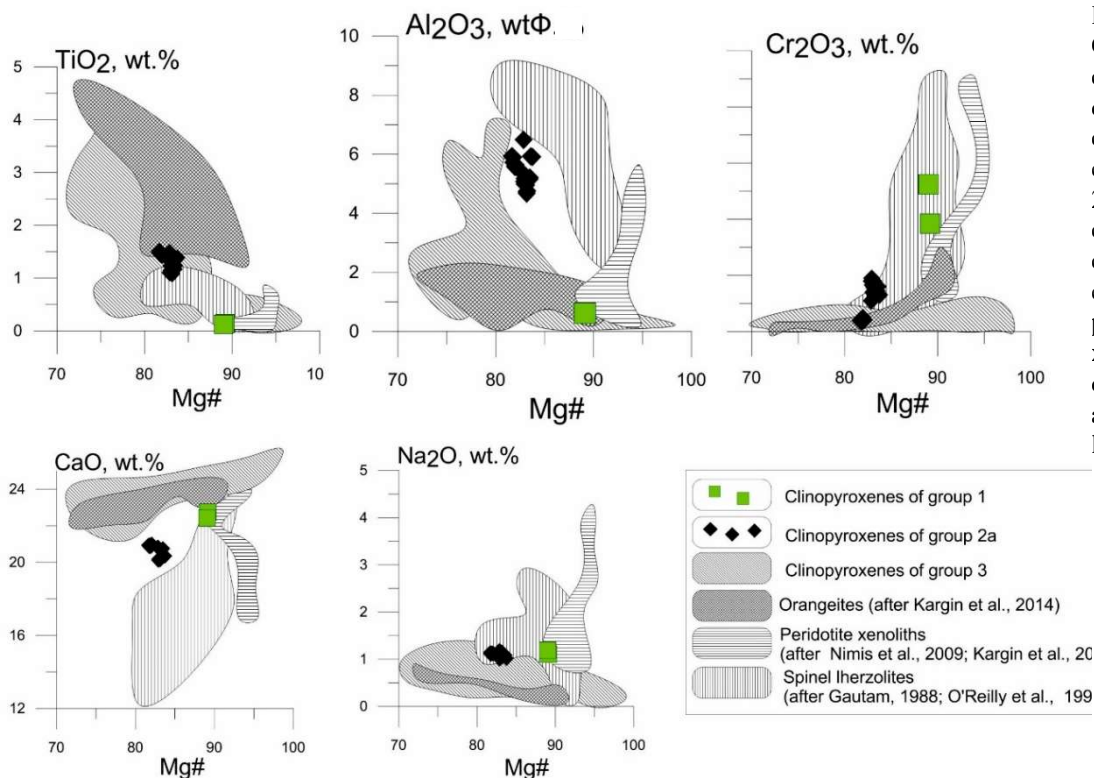 TiO2, wt.%
5
4
3
2
1
0
70
80
90
10
Mg#
Al2O3, wtФ.
10
8
6
4
2
0
70
80
90
100
Mg#
Cr2O3, wt.%
70
80
90
100
Mg#
CaO, wt.%
24
20
16
12
70
80
90
100
Mg#
Na2O, wt.%
5
4
3
2
1
0
70
80
90
100
Mg#
Clinopyroxenes of group 1
Clinopyroxenes of group 2a
Clinopyroxenes of group 3
Orangeites (after Kargin et al., 2014)
Peridotite xenoliths
(after Nimis et al., 2009; Kargin et al., 20
Spinel lherzolites
(after Gautam, 1988; O'Reilly et al., 199